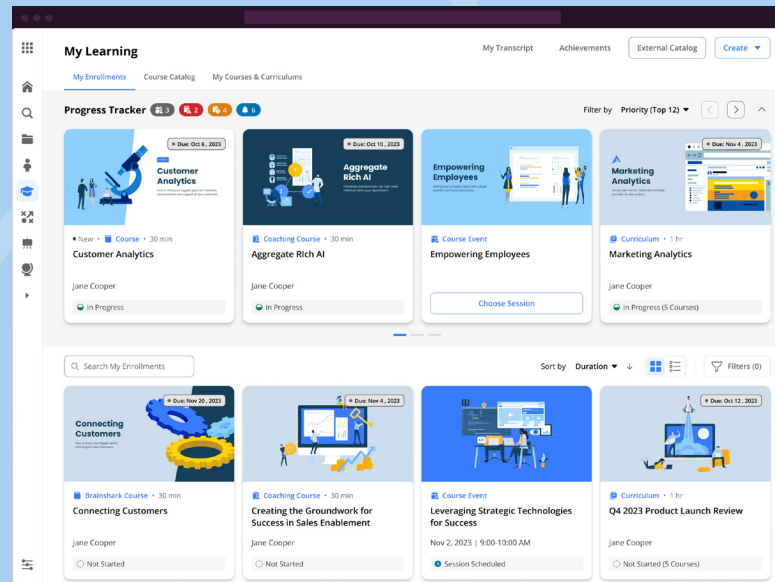 My Learning
My Transcript
Achievements
External Catalog
Create
My Enrollments
Course Catalog
My Courses & Curriculums
Progress Tracker
3
2
4
6
Filter by Priority (Top 12)
Due: Oct 6, 2023
Customer
Analytics
• New • Course • 30 min
Customer Analytics
Jane Cooper
In Progress
Due: Oct 10, 2023
Aggregate
Rich AI
Coaching Course • 30 min
Aggregate Rich AI
Jane Cooper
In Progress
Empowering
Employees
Course Event
Empowering Employees
Choose Session
Due: Nov 4, 2023
Marketing
Analytics
Curriculum • 1 hr
Marketing Analytics
Jane Cooper
In Progress (5 Courses)
Search My Enrollments
Sort by Duration
Filters (0)
Due: Nov 20, 2023
Connecting
Customers
Brainshark Course • 30 min
Connecting Customers
Jane Cooper
Not Started
Due: Nov 4, 2023
Coaching Course • 30 min
Creating the Groundwork for
Success in Sales Enablement
Jane Cooper
Not Started
Course Event
Leveraging Strategic Technologies
for Success
Nov 2, 2023 | 9:00-10:00 AM
Session Scheduled
Due: Oct 12, 2023
Curriculum • 1 hr
Q4 2023 Product Launch Review
Jane Cooper
Not Started (5 Courses)